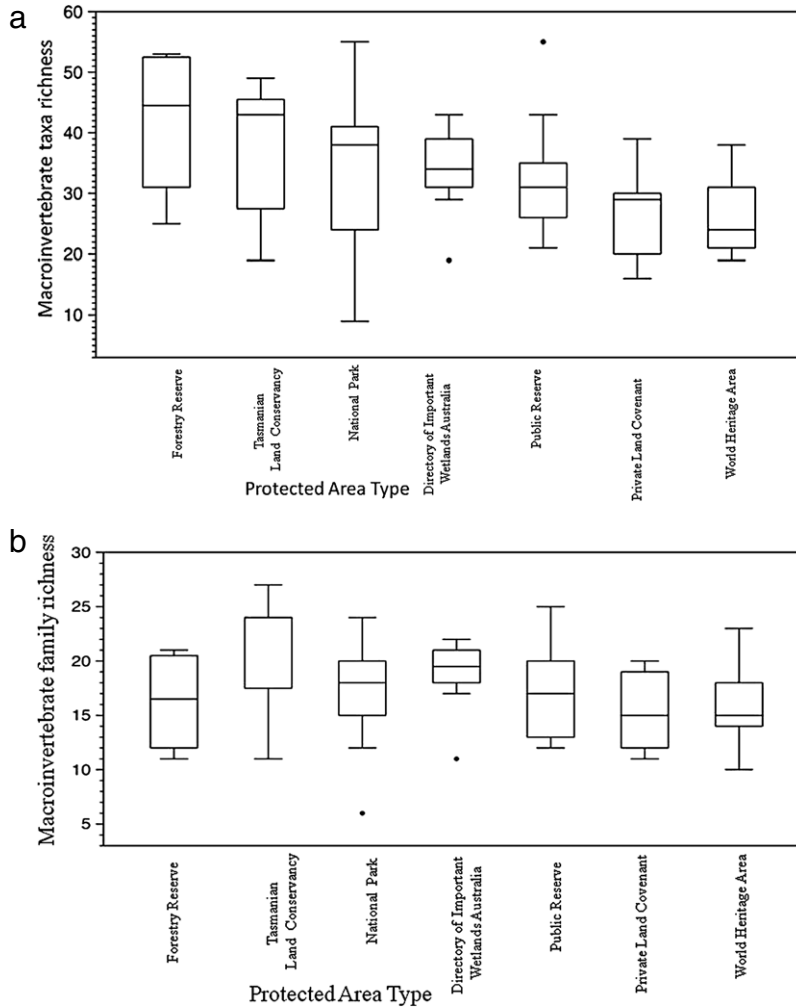 a
Macroinvertebrate taxa richness
60
50
40
30
20
10
Forestry Reserve
Tasmanian
Land Conservancy
National Park
Directory of Important
Wetlands Australia
Public Reserve
Private Land Covenant
World Heritage Area
Protected Area Type
b
Macroinvertebrate family richness
30
25
20
15
10
5
Forestry Reserve
Tasmanian
Land Conservancy
National Park
Directory of Important
Wetlands Australia
Public Reserve
Private Land Covenant
World Heritage Area
Protected Area Type